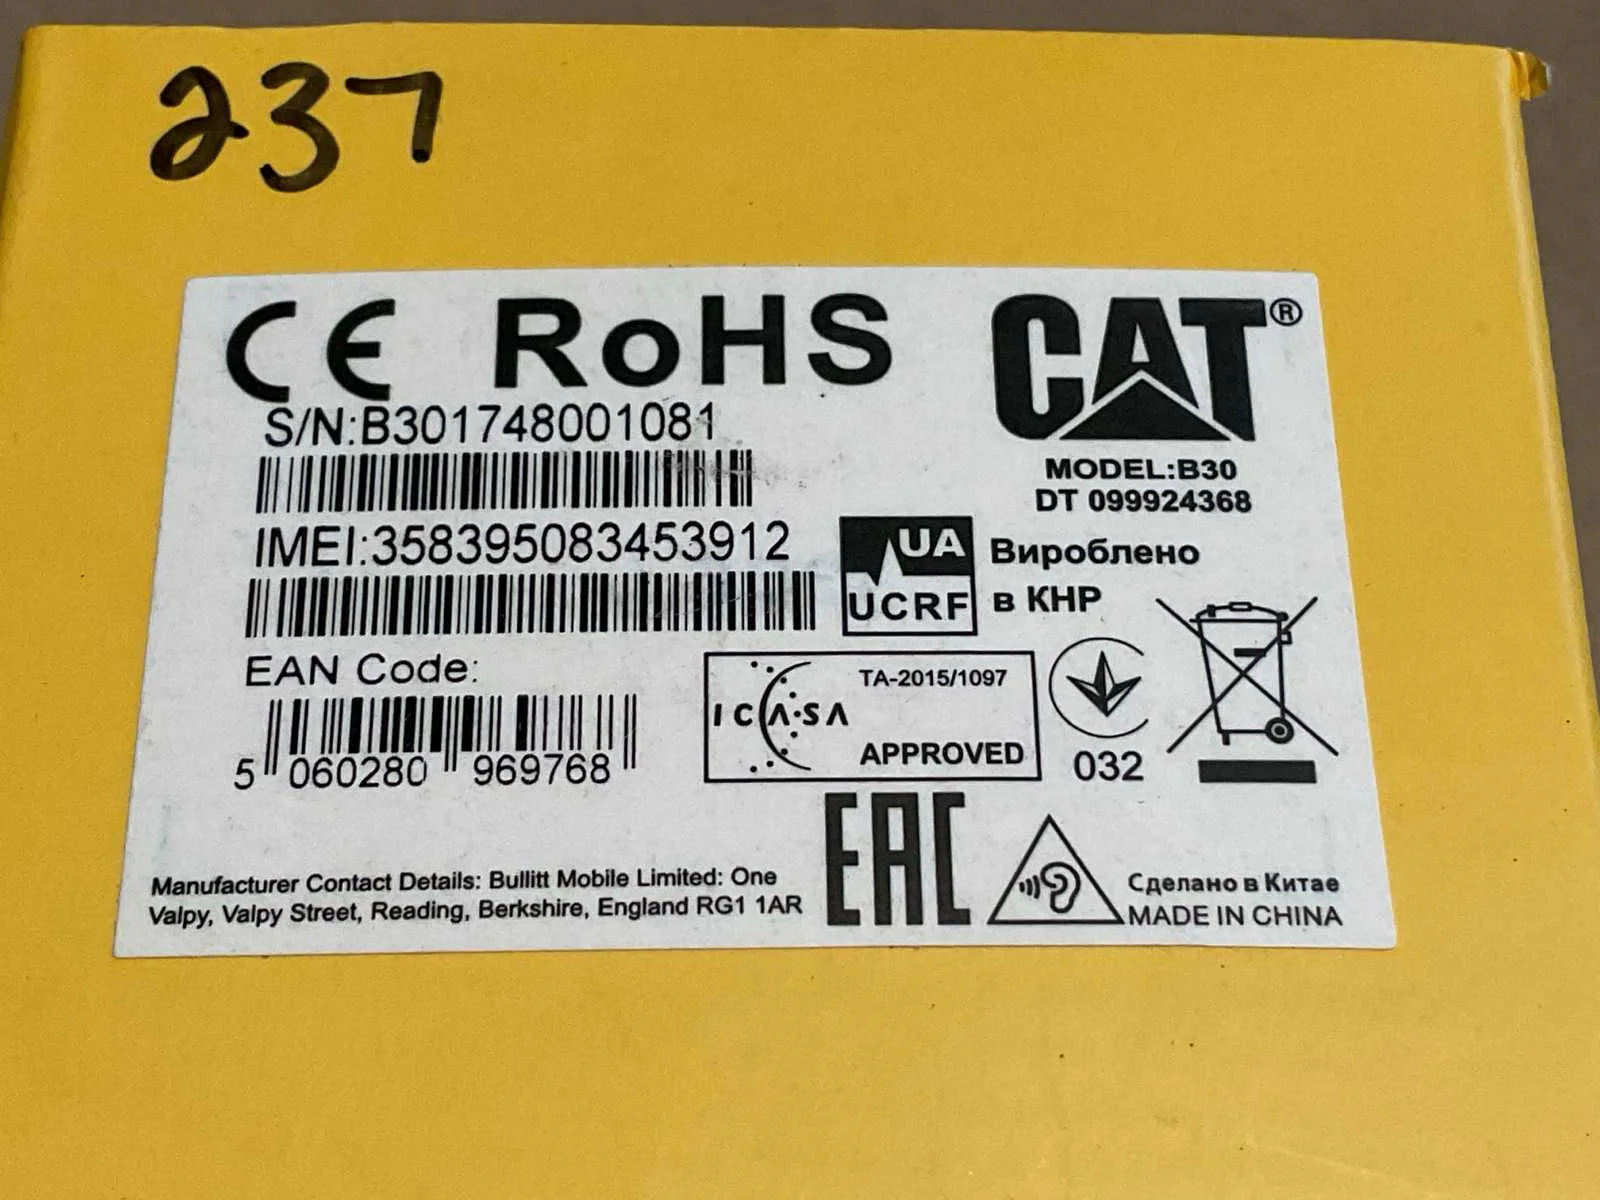 237
CE RoHS CAT®
S/N:B301748001081
MODEL:B30
DT 099924368
IMEI:358395083453912
UA
UCRF
Вироблено
в КНР
EAN Code:
5 060280 969768
ICASA
TA-2015/1097
APPROVED
032
EAC
Manufacturer Contact Details: Bullitt Mobile Limited: One
Valpy, Valpy Street, Reading, Berkshire, England RG1 1AR
Сделано в Китае
MADE IN CHINA